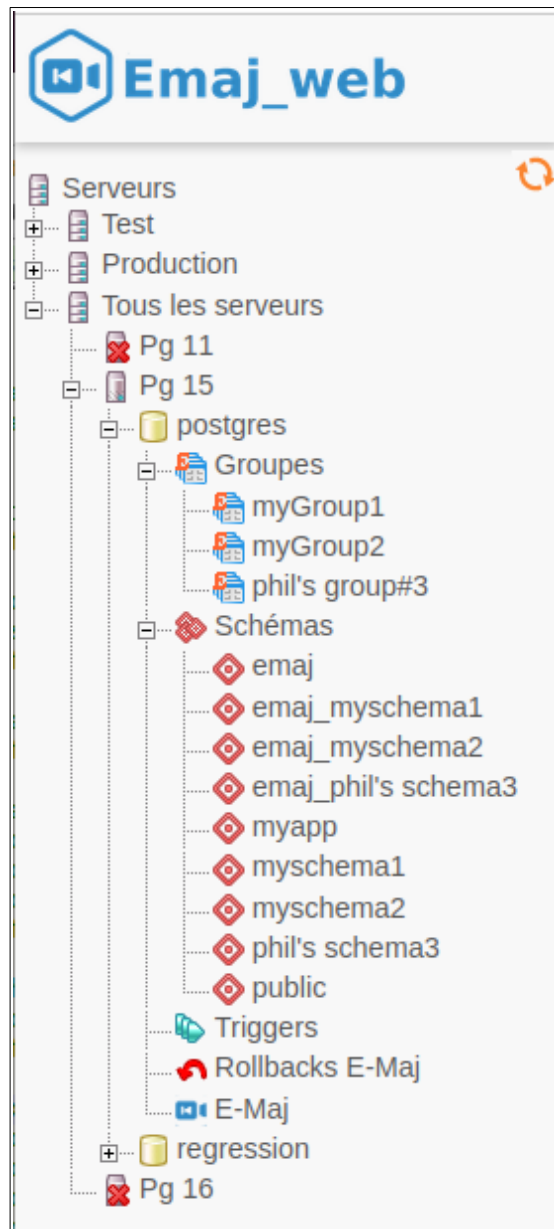 Emaj_web
Serveurs
Test
Production
Tous les serveurs
Pg 11
Pg 15
postgres
Groupes
myGroup1
myGroup2
phil's group#3
Schémas
emaj
emaj_myschema1
emaj_myschema2
emaj_phil's schema3
myapp
myschema1
myschema2
phil's schema3
public
Triggers
Rollbacks E-Maj
E-Maj
regression
Pg 16